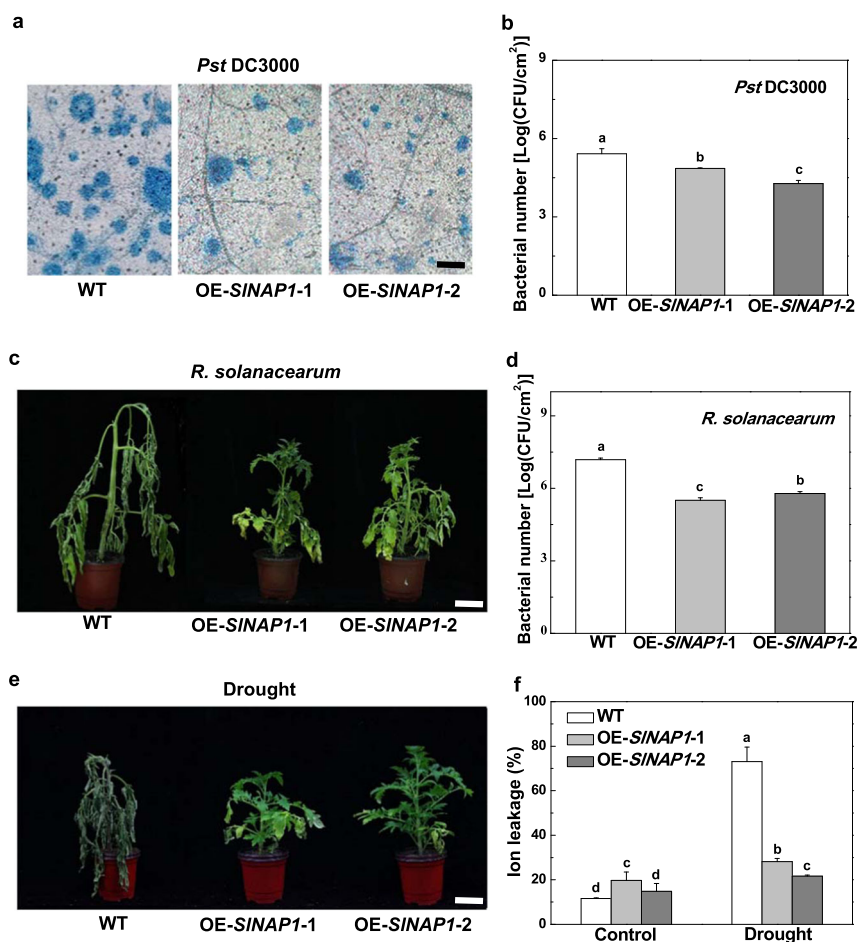 a
Pst DC3000
WT
OE-SlNAP1-1
OE-SlNAP1-2
b
Bacterial number [Log(CFU/cm²)]
9
6
3
0
Pst DC3000
a
b
c
WT
OE-SlNAP1-1
OE-SlNAP1-2
c
R. solanacearum
WT
OE-SlNAP1-1
OE-SlNAP1-2
d
Bacterial number [Log(CFU/cm²)]
9
6
3
0
R. solanacearum
a
c
b
WT
OE-SlNAP1-1
OE-SlNAP1-2
e
Drought
WT
OE-SlNAP1-1
OE-SlNAP1-2
f
Ion leakage (%)
100
80
60
40
20
0
WT
OE-SlNAP1-1
OE-SlNAP1-2
d
c
d
a
b
c
Control
Drought